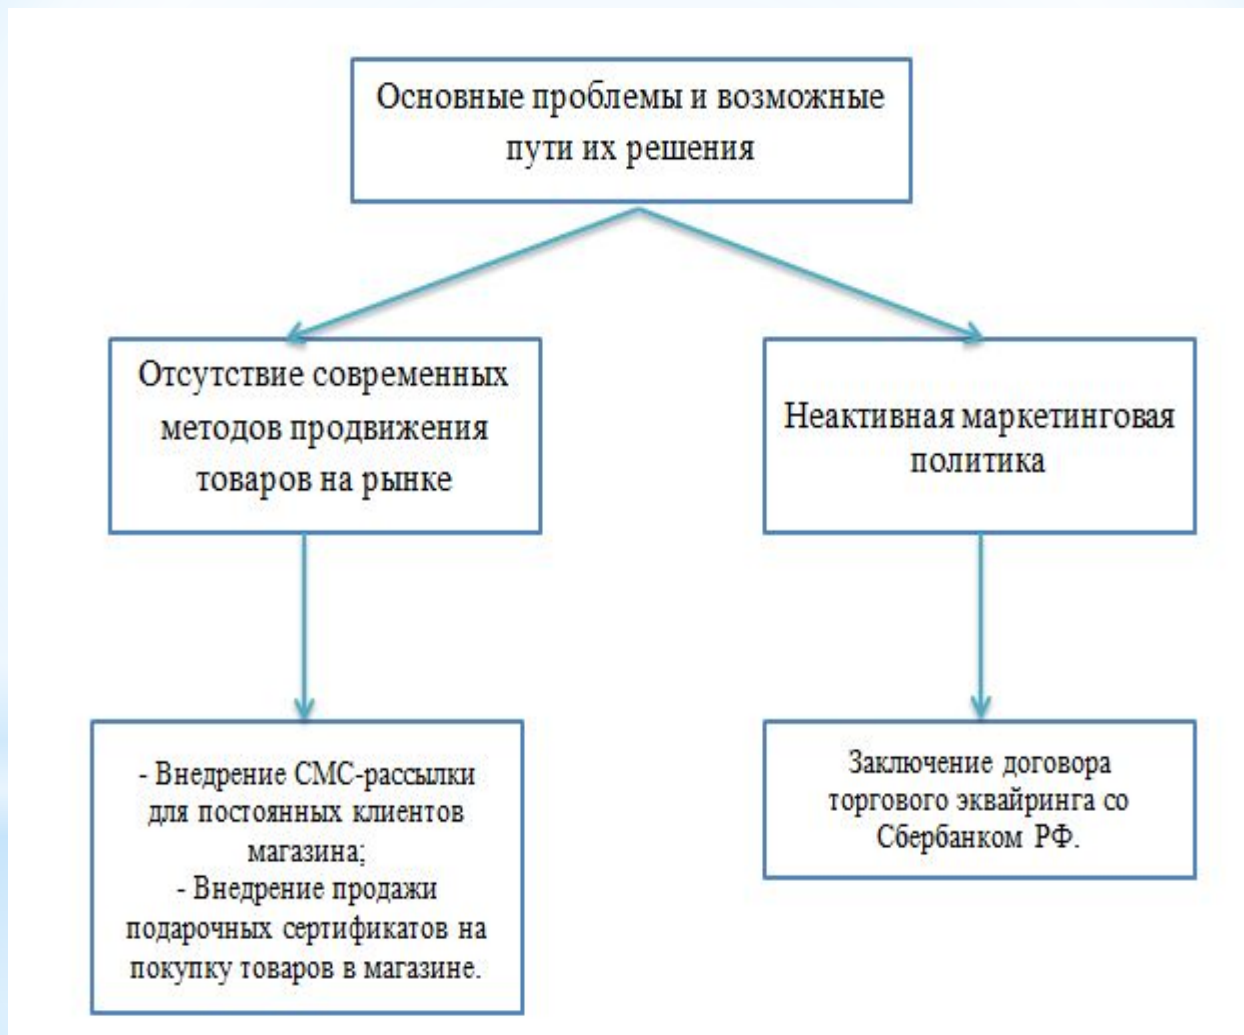 Основные проблемы и возможные
пути их решения
Отсутствие современных
методов продвижения
товаров на рынке
Неактивная маркетинговая
политика
- Внедрение СМС-рассылки
для постоянных клиентов
магазина;
- Внедрение продажи
подарочных сертификатов на
покупку товаров в магазине.
Заключение договора
торгового эквайринга со
Сбербанком РФ.